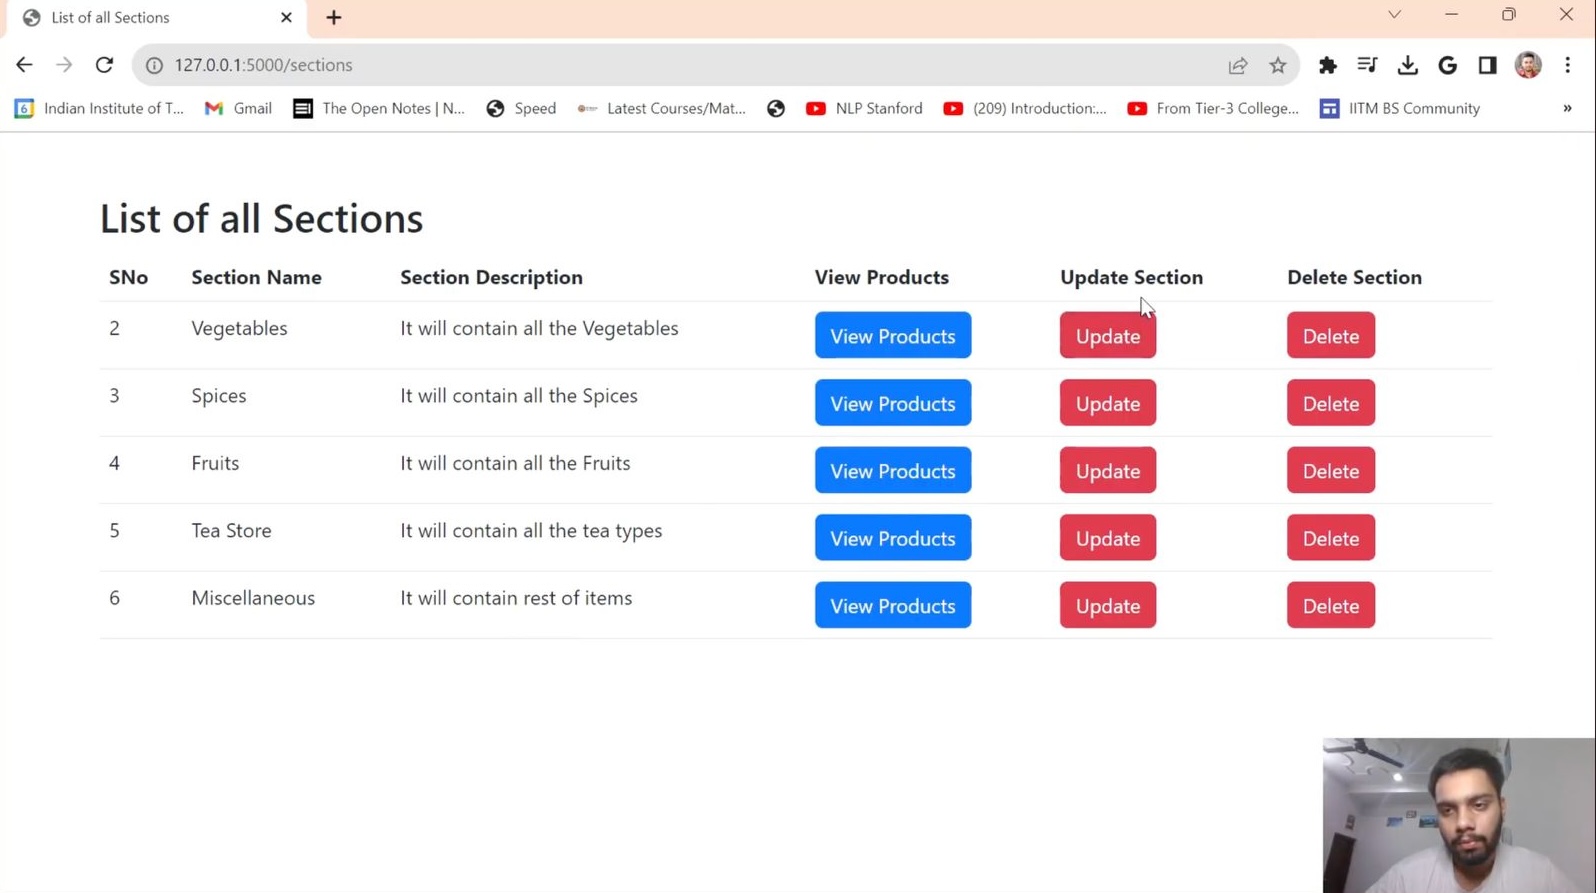 List of all Sections
127.0.0.1:5000/sections
6 Indian Institute of T... Gmail The Open Notes | N... Speed Latest Courses/Mat... NLP Stanford (209) Introduction:... From Tier-3 College... IITM BS Community »
List of all Sections
SNo Section Name Section Description View Products Update Section Delete Section
2 Vegetables It will contain all the Vegetables View Products Update Delete
3 Spices It will contain all the Spices View Products Update Delete
4 Fruits It will contain all the Fruits View Products Update Delete
5 Tea Store It will contain all the tea types View Products Update Delete
6 Miscellaneous It will contain rest of items View Products Update Delete